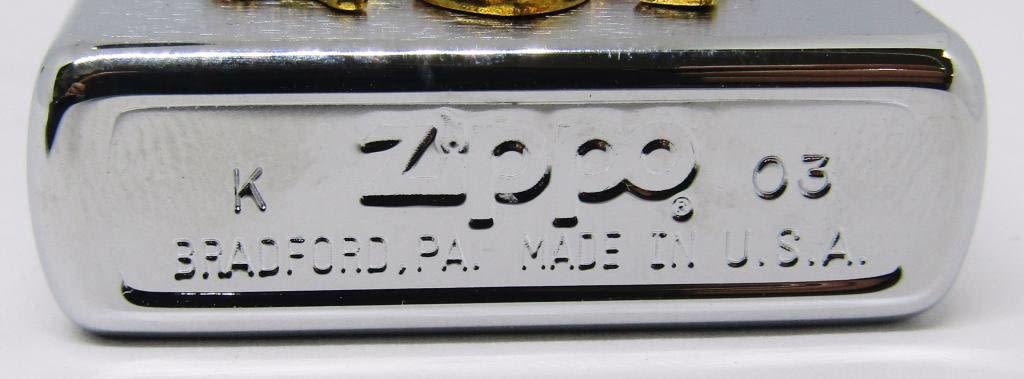 K Zippo® 03
BRADFORD, PA. MADE IN U.S.A.